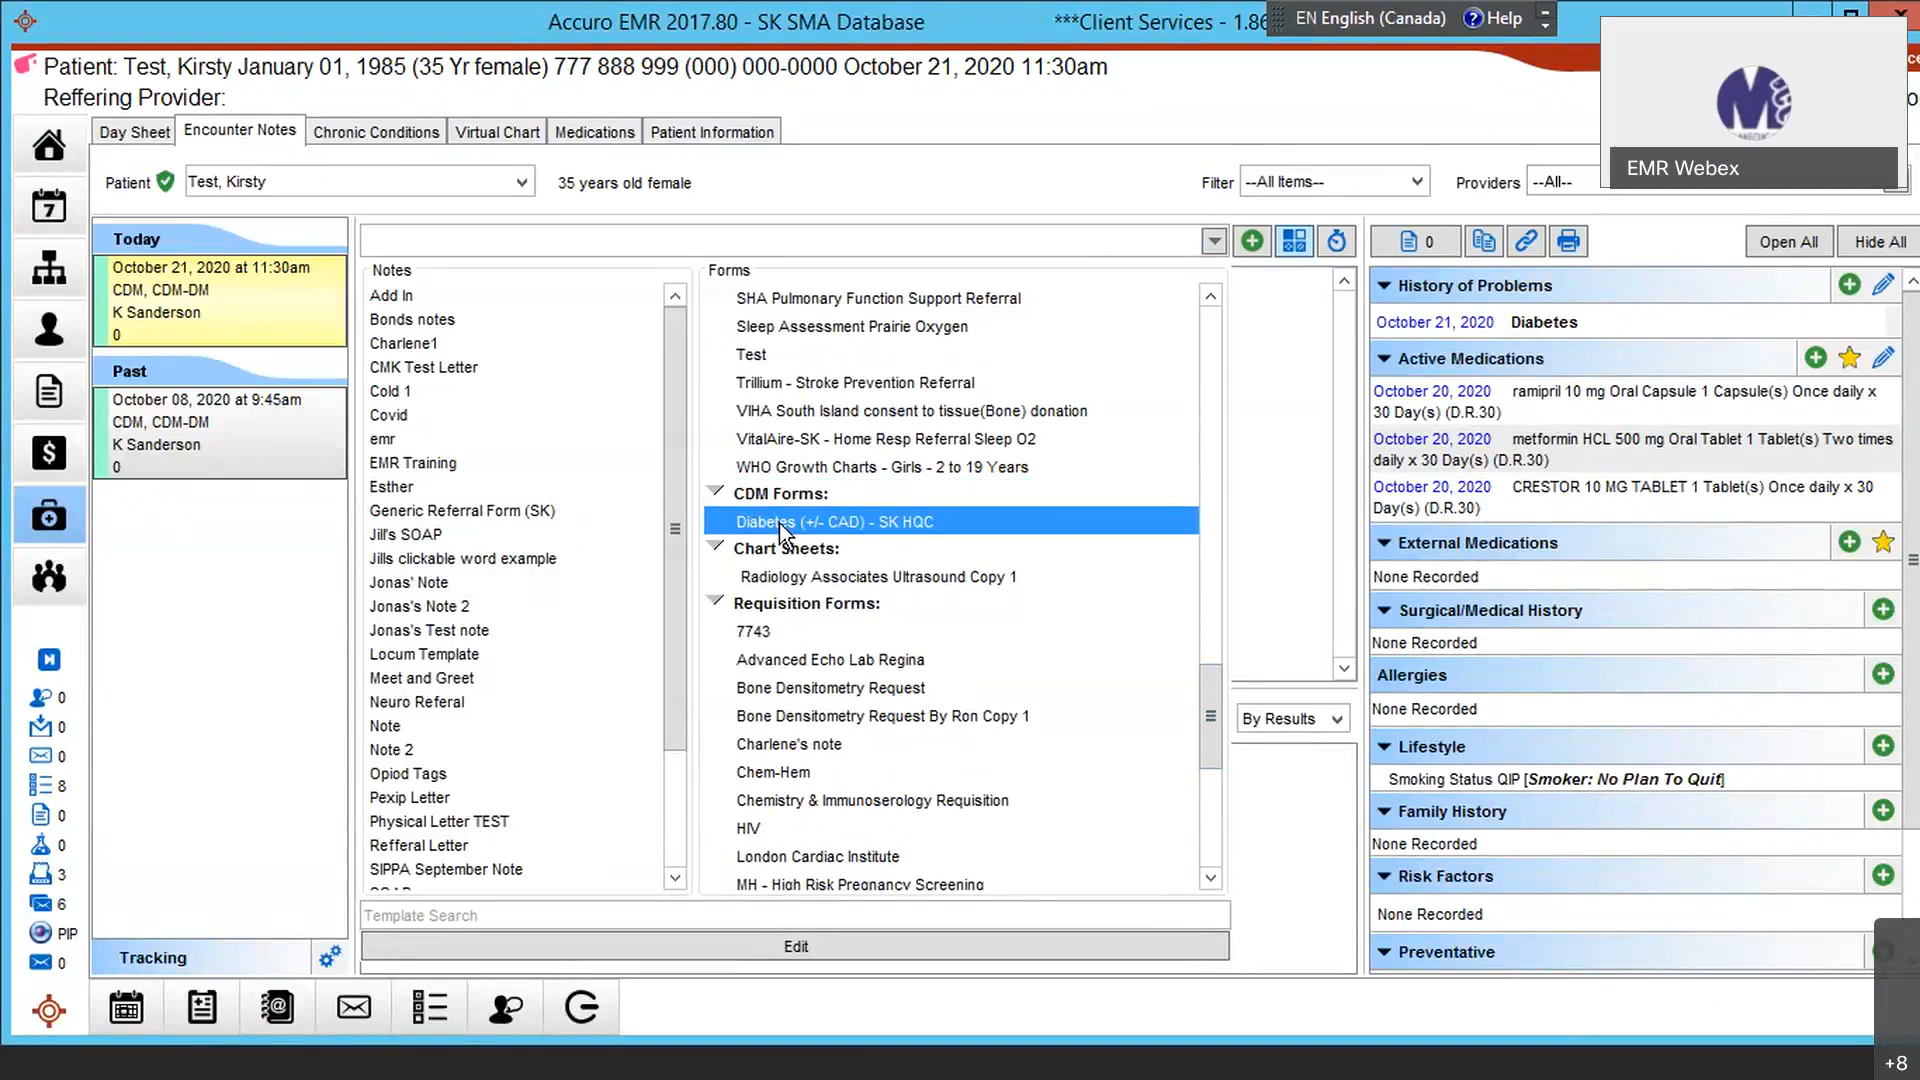 Accuro EMR 2017.80 - SK SMA Database
***Client Services - 1.86
EN English (Canada)
Help
Patient: Test, Kirsty January 01, 1985 (35 Yr female) 777 888 999 (000) 000-0000 October 21, 2020 11:30am
Reffering Provider:
EMR Webex
Day Sheet
Encounter Notes
Chronic Conditions
Virtual Chart
Medications
Patient Information
Patient
Test, Kirsty
35 years old female
Filter
--All Items--
Providers
--All--
Today
October 21, 2020 at 11:30am
CDM, CDM-DM
K Sanderson
0
Past
October 08, 2020 at 9:45am
CDM, CDM-DM
K Sanderson
0
Tracking
7
0
0
0
8
0
0
3
6
PIP
0
Notes
Add In
Bonds notes
Charlene1
CMK Test Letter
Cold 1
Covid
emr
EMR Training
Esther
Generic Referral Form (SK)
Jill's SOAP
Jills clickable word example
Jonas' Note
Jonas's Note 2
Jonas's Test note
Locum Template
Meet and Greet
Neuro Referal
Note
Note 2
Opiod Tags
Pexip Letter
Physical Letter TEST
Refferal Letter
SIPPA September Note
SOAP
Forms
SHA Pulmonary Function Support Referral
Sleep Assessment Prairie Oxygen
Test
Trillium - Stroke Prevention Referral
VIHA South Island consent to tissue(Bone) donation
VitalAire-SK - Home Resp Referral Sleep O2
WHO Growth Charts - Girls - 2 to 19 Years
CDM Forms:
Diabetes (+/- CAD) - SK HQC
Chart Sheets:
Radiology Associates Ultrasound Copy 1
Requisition Forms:
7743
Advanced Echo Lab Regina
Bone Densitometry Request
Bone Densitometry Request By Ron Copy 1
Charlene's note
Chem-Hem
Chemistry & Immunoserology Requisition
HIV
London Cardiac Institute
MH - High Risk Pregnancy Screening
Template Search
Edit
By Results
0
Open All
Hide All
History of Problems
October 21, 2020 Diabetes
Active Medications
October 20, 2020 ramipril 10 mg Oral Capsule 1 Capsule(s) Once daily x
30 Day(s) (D.R.30)
October 20, 2020 metformin HCL 500 mg Oral Tablet 1 Tablet(s) Two times
daily x 30 Day(s) (D.R.30)
October 20, 2020 CRESTOR 10 MG TABLET 1 Tablet(s) Once daily x 30
Day(s) (D.R.30)
External Medications
None Recorded
Surgical/Medical History
None Recorded
Allergies
None Recorded
Lifestyle
Smoking Status QIP [Smoker: No Plan To Quit]
Family History
None Recorded
Risk Factors
None Recorded
Preventative
+8